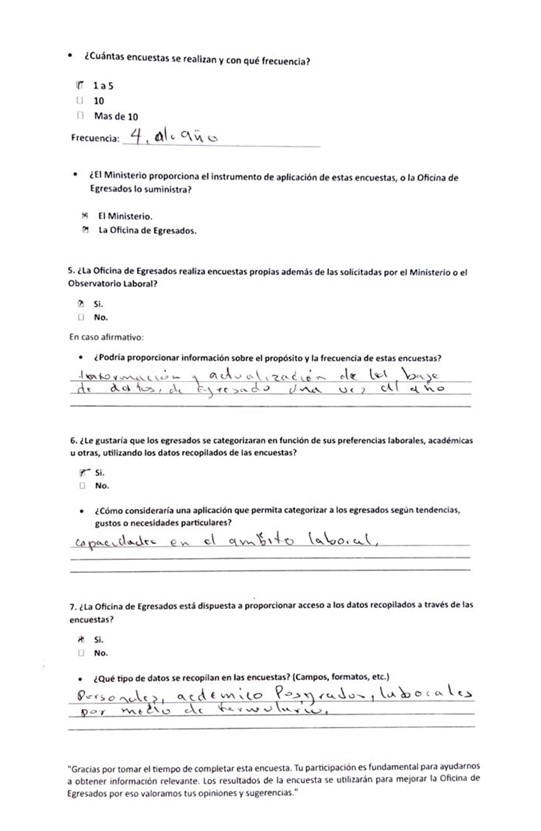 • ¿Cuántas encuestas se realizan y con qué frecuencia?
1 a 5
10
Mas de 10
Frecuencia: 4, al año
• ¿El Ministerio proporciona el instrumento de aplicación de estas encuestas, o la Oficina de
Egresados lo suministra?
El Ministerio.
La Oficina de Egresados.
5. ¿La Oficina de Egresados realiza encuestas propias además de las solicitadas por el Ministerio o el
Observatorio Laboral?
Si.
No.
En caso afirmativo:
• ¿Podría proporcionar información sobre el propósito y la frecuencia de estas encuestas?
Información y actualización de la base
de datos, de Egresado una vez al año
6. ¿Le gustaría que los egresados se categorizaran en función de sus preferencias laborales, académicas
u otras, utilizando los datos recopilados de las encuestas?
Si.
No.
• ¿Cómo consideraría una aplicación que permita categorizar a los egresados según tendencias,
gustos o necesidades particulares?
capacidades en el ambito laboral.
7. ¿La Oficina de Egresados está dispuesta a proporcionar acceso a los datos recopilados a través de las
encuestas?
Si.
No.
• ¿Qué tipo de datos se recopilan en las encuestas? (Campos, formatos, etc.)
Personales, acdemico Posgrados, laborales
por medio de formulario.
"Gracias por tomar el tiempo de completar esta encuesta. Tu participación es fundamental para ayudarnos
a obtener información relevante. Los resultados de la encuesta se utilizarán para mejorar la Oficina de
Egresados por eso valoramos tus opiniones y sugerencias."